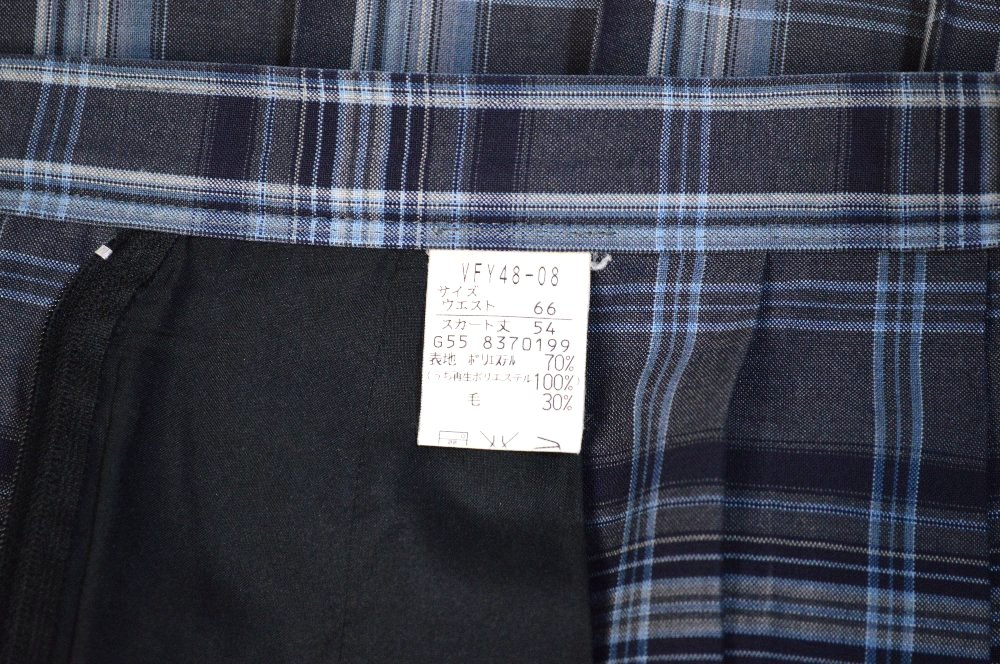 VFY48-08
サイズ
ウエスト 66
スカート丈 54
G55 8370199
表地 ポリエステル 70%
(うち再生ポリエステル100%)
毛 30%